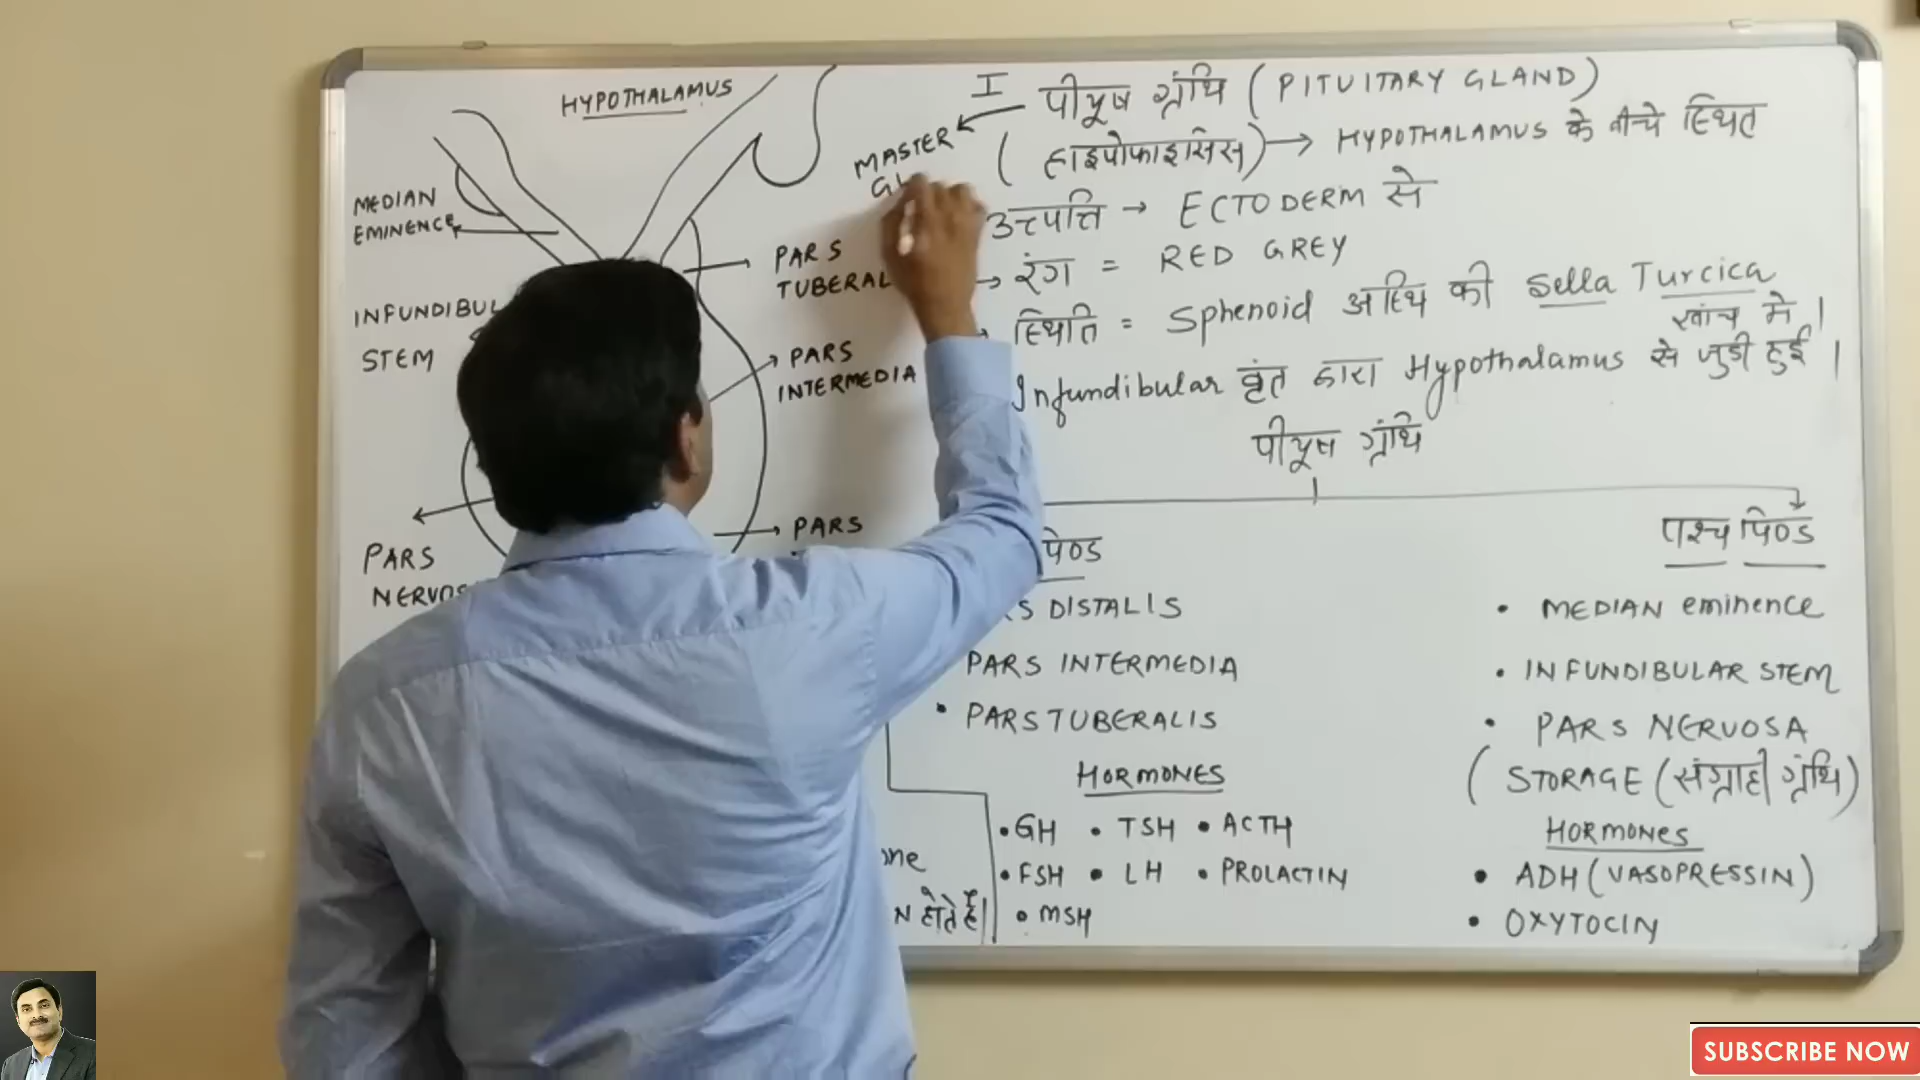 HYPOTHALAMUS
MEDIAN
EMINENCE
INFUNDIBUL
STEM
PARS
NERVOS
PARS
TUBERAL
PARS
INTERMEDIA
PARS
MASTER
I पीयूष ग्रंथि (PITUITARY GLAND)
(हाइपोफाइसिस) → HYPOTHALAMUS के नीचे स्थित
उत्त्पत्ति → ECTODERM से
→ रंग = RED GREY
स्थिति = Sphenoid अस्थि की Sella Turcica
खांच मे।
Infundibular वृंत द्वारा Hypothalamus से जुडी हुई।
पीयूष ग्रंथि
पिण्ड
S DISTALIS
PARS INTERMEDIA
• PARS TUBERALIS
HORMONES
• GH • TSH • ACTH
• FSH • LH • PROLACTIN
• MSH
होते है।
पश्च पिण्ड
• MEDIAN eminence
• INFUNDIBULAR STEM
• PARS NERVOSA
(STORAGE (संग्राही ग्रंथि)
HORMONES
• ADH (VASOPRESSIN)
• OXYTOCIN
SUBSCRIBE NOW